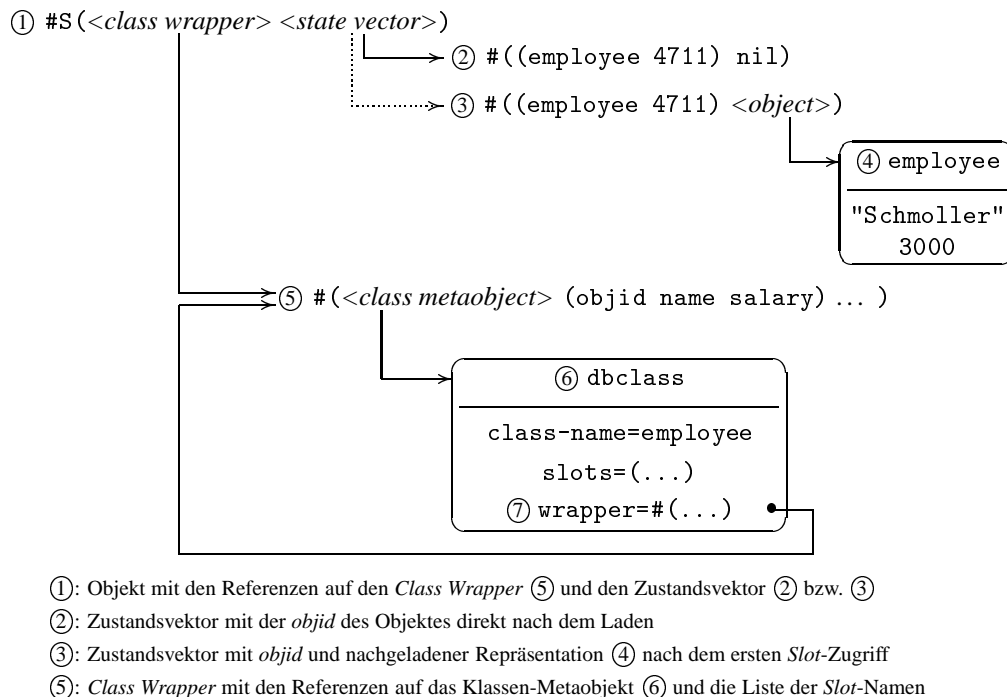 ① #S(<class wrapper> <state vector>)
② #((employee 4711) nil)
③ #((employee 4711) <object>)
④ employee
"Schmoller"
3000
⑤ #(<class metaobject> (objid name salary) ... )
⑥ dbclass
class-name=employee
slots=(...)
⑦ wrapper=#(...)
①: Objekt mit den Referenzen auf den Class Wrapper ⑤ und den Zustandsvektor ② bzw. ③
②: Zustandsvektor mit der objid des Objektes direkt nach dem Laden
③: Zustandsvektor mit objid und nachgeladener Repräsentation ④ nach dem ersten Slot-Zugriff
⑤: Class Wrapper mit den Referenzen auf das Klassen-Metaobjekt ⑥ und die Liste der Slot-Namen